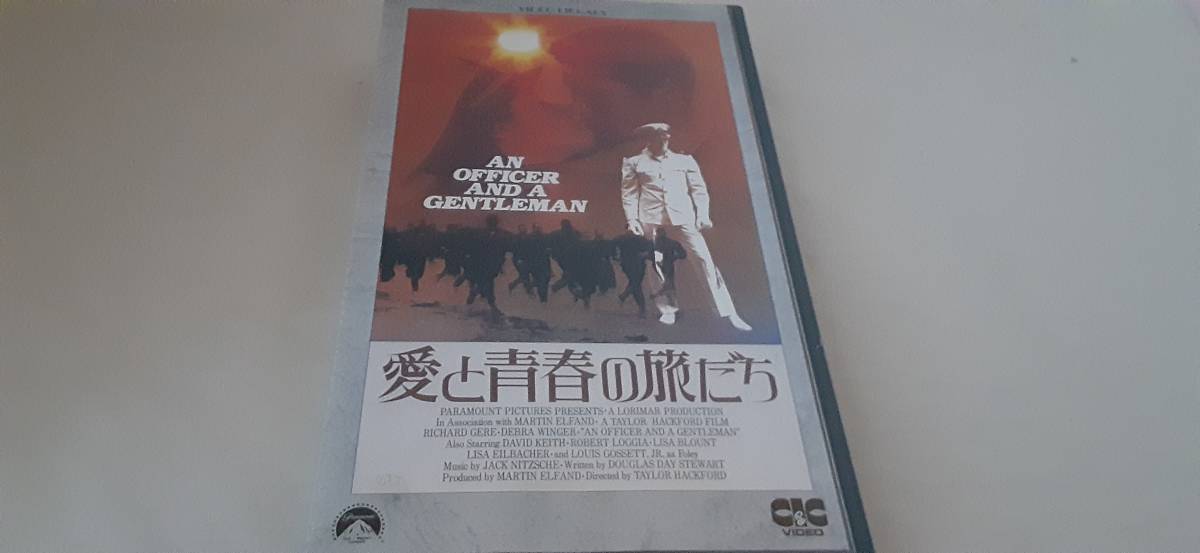 AN
OFFICER
AND A
GENTLEMAN
愛と青春の旅だち
PARAMOUNT PICTURES PRESENTS·A LORIMAR PRODUCTION
In Association with MARTIN ELFAND·A TAYLOR HACKFORD FILM
RICHARD GERE·DEBRA WINGER·"AN OFFICER AND A GENTLEMAN"
Also Starring DAVID KEITH·ROBERT LOGGIA·LISA BLOUNT
LISA EILBACHER·and LOUIS GOSSETT, JR. as Foley
Music by JACK NITZSCHE·Written by DOUGLAS DAY STEWART
Produced by MARTIN ELFAND·Directed by TAYLOR HACKFORD
Paramount
CIC
&
VIDEO